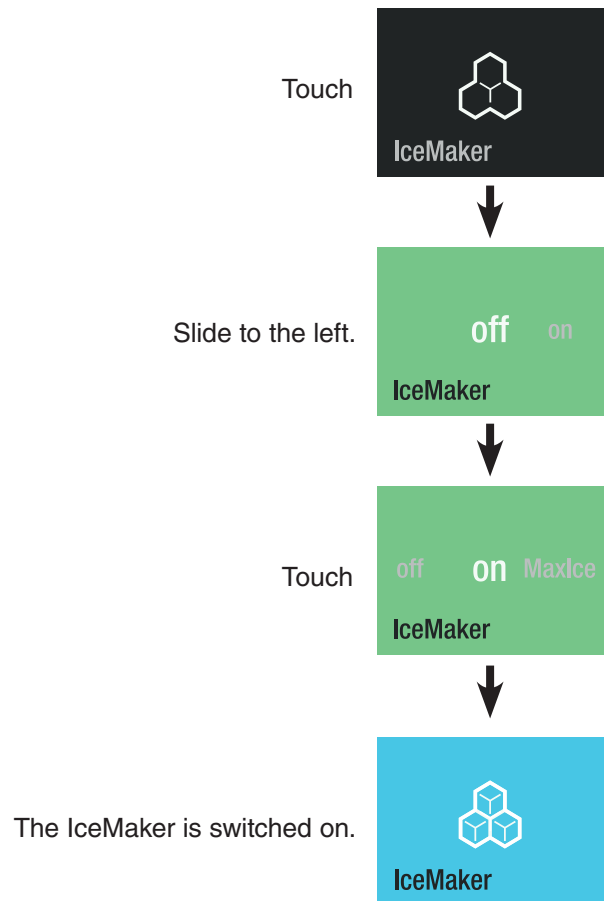 Touch
IceMaker
Slide to the left.
off on
IceMaker
Touch
off on MaxIce
IceMaker
The IceMaker is switched on.
IceMaker